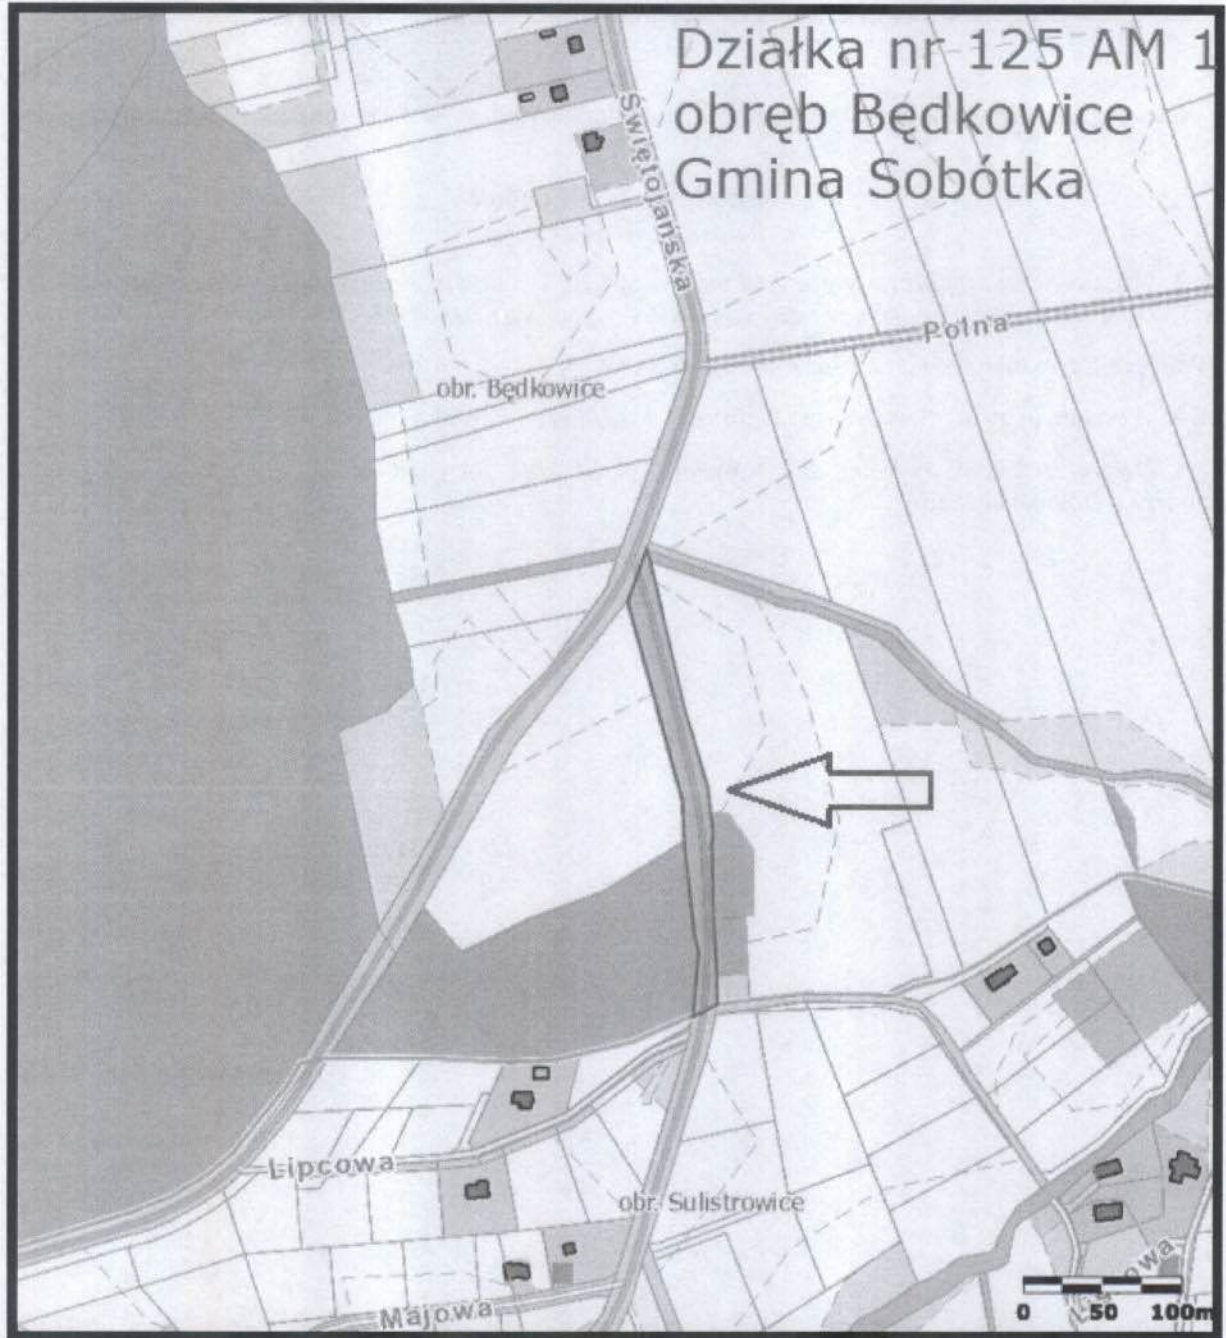 Działka nr 125 AM 1
obręb Będkowice
Gmina Sobótka
Świętojańska
Polna
obr. Będkowice
Lipcowa
obr. Sulistrowice
Majowa
0 50 100m